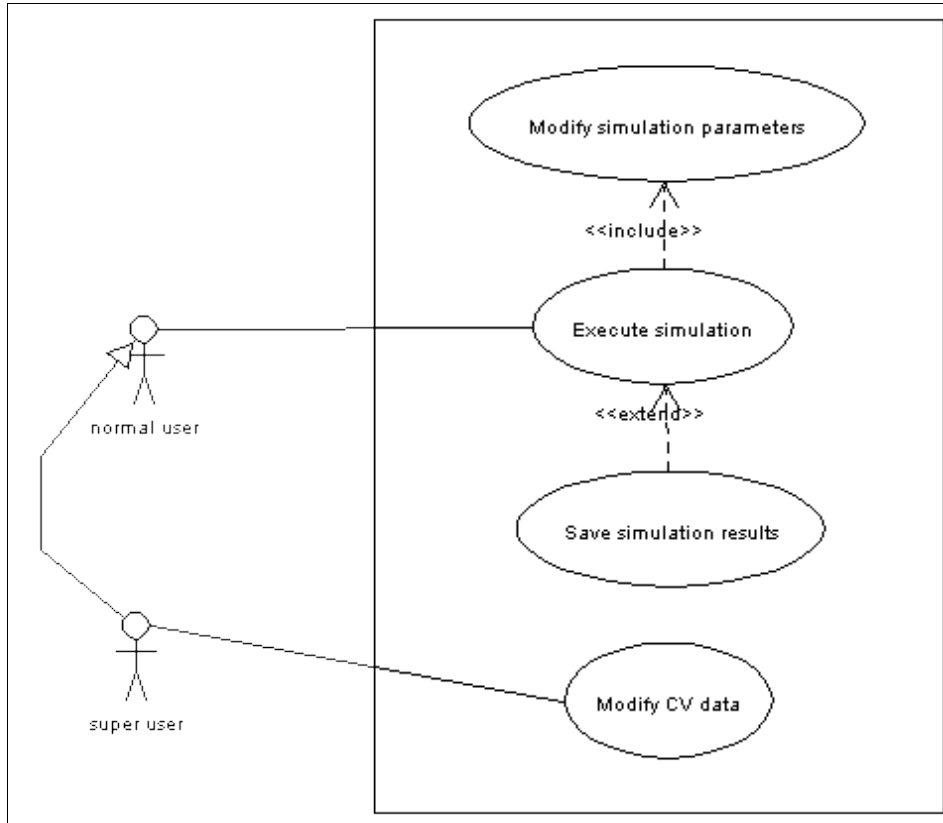 Modify simulation parameters
<<include>>
Execute simulation
normal user
<<extend>>
Save simulation results
super user
Modify CV data